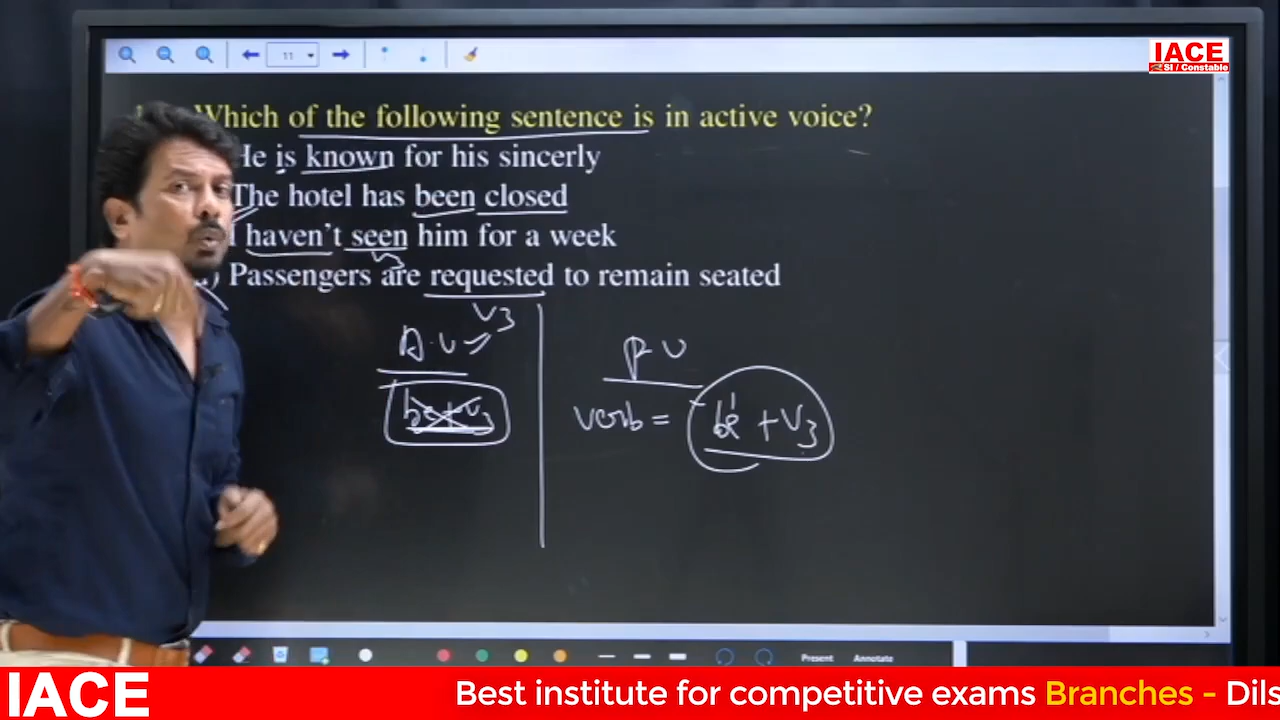 IACE
SI / Constable
11
Which of the following sentence is in active voice?
He is known for his sincerly
The hotel has been closed
I haven't seen him for a week
V3
) Passengers are requested to remain seated
V3
A.V
be+V3
P.V
verb = be + V3
Present Annotate
IACE
Best institute for competitive exams Branches - Dils